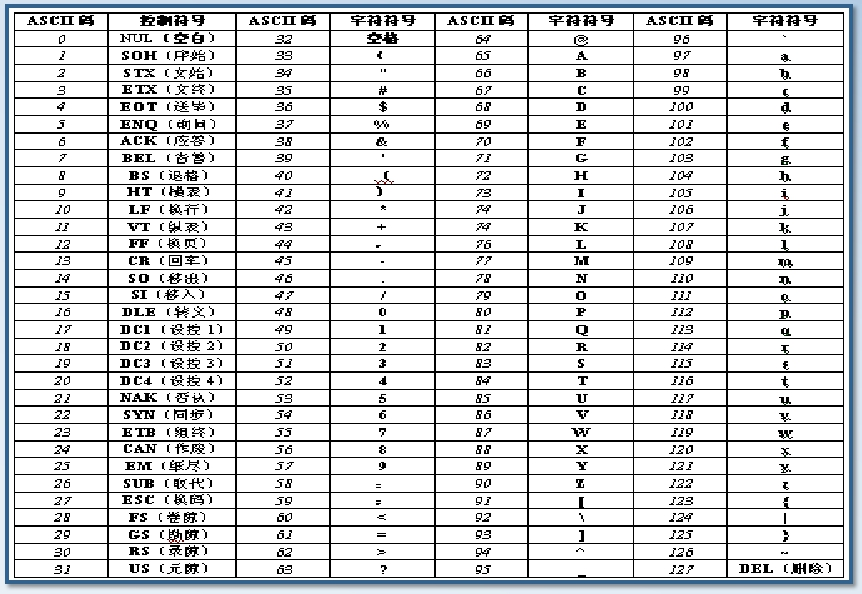 ASCII 码 控制符号 ASCII 码 字符符号 ASCII 码 字符符号 ASCII 码 字符符号
0 NUL（空白） 32 空格 64 @ 96 `
1 SOH（序始） 33 65 A 97 a
2 STX（文始） 34 " 66 B 98 b
3 ETX（文终） 35 # 67 C 99 c
4 EOT（送毕） 36 $ 68 D 100 d
5 ENQ（询问） 37 % 69 E 101 e
6 ACK（应答） 38 & 70 F 102 f
7 BEL（告警） 39 ' 71 G 103 g
8 BS（退格） 40 ( 72 H 104 h
9 HT（横表） 41 ) 73 I 105 i
10 LF（换行） 42 * 74 J 106 j
11 VT（纵表） 43 + 74 K 107 k
12 FF（换页） 44 , 76 L 108 l
13 CR（回车） 45 - 77 M 109 m
14 SO（移出） 46 . 78 N 110 n
15 SI（移入） 47 / 79 O 111 o
16 DLE（转义） 48 0 80 P 112 p
17 DC1（设控 1） 49 1 81 Q 113 q
18 DC2（设控 2） 50 2 82 R 114 r
19 DC3（设控 3） 51 3 83 S 115 s
20 DC4（设控 4） 52 4 84 T 116 t
21 NAK（否认） 53 5 85 U 117 u
22 SYN（同步） 54 6 86 V 118 v
23 ETB（组终） 55 7 87 W 119 w
24 CAN（作废） 56 8 88 X 120 x
25 EM（纸尽） 57 9 89 Y 121 y
26 SUB（取代） 58 : 90 Z 122 z
27 ESC（换码） 59 ; 91 [ 123 {
28 FS（卷隙） 60 < 92 \ 124 |
29 GS（勘隙） 61 = 93 ] 125 }
30 RS（录隙） 62 > 94 ^ 126 ~
31 US（元隙） 63 ? 95 _ 127 DEL（删除）